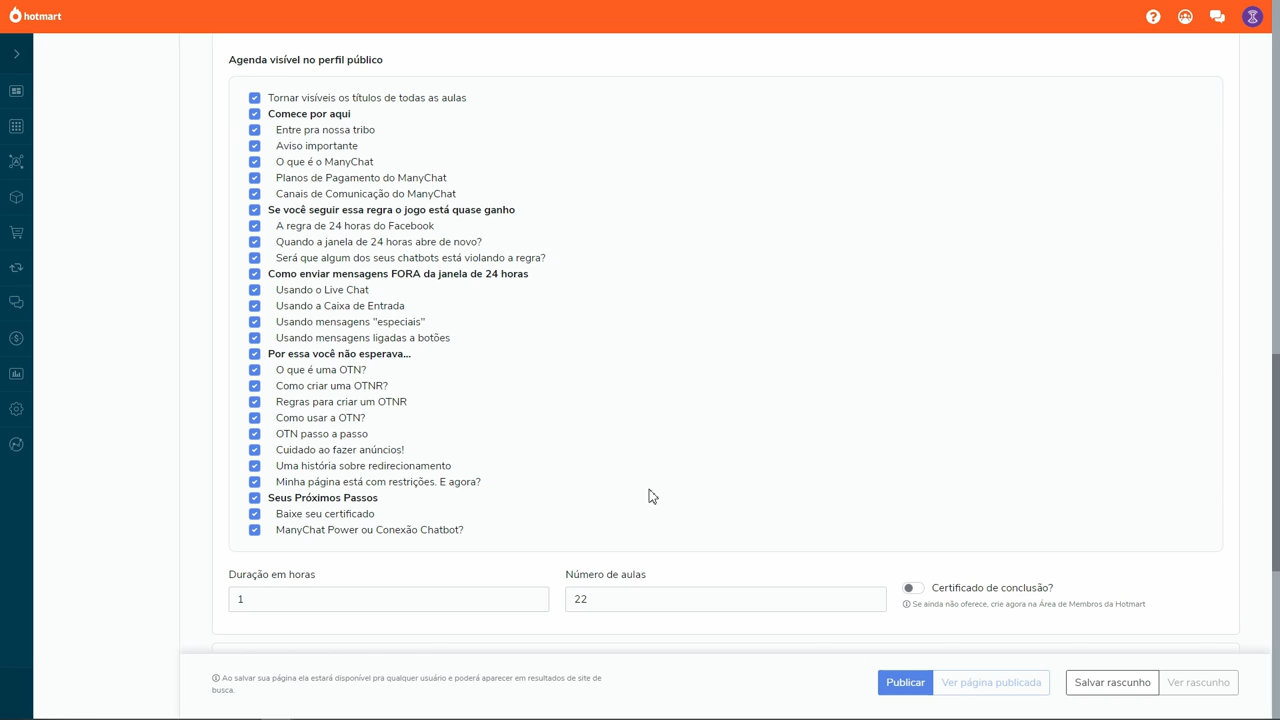 hotmart
Agenda visível no perfil público
Tornar visíveis os títulos de todas as aulas
Comece por aqui
Entre pra nossa tribo
Aviso importante
O que é o ManyChat
Planos de Pagamento do ManyChat
Canais de Comunicação do ManyChat
Se você seguir essa regra o jogo está quase ganho
A regra de 24 horas do Facebook
Quando a janela de 24 horas abre de novo?
Será que algum dos seus chatbots está violando a regra?
Como enviar mensagens FORA da janela de 24 horas
Usando o Live Chat
Usando a Caixa de Entrada
Usando mensagens "especiais"
Usando mensagens ligadas a botões
Por essa você não esperava...
O que é uma OTN?
Como criar uma OTNR?
Regras para criar um OTNR
Como usar a OTN?
OTN passo a passo
Cuidado ao fazer anúncios!
Uma história sobre redirecionamento
Minha página está com restrições. E agora?
Seus Próximos Passos
Baixe seu certificado
ManyChat Power ou Conexão Chatbot?
Duração em horas
Número de aulas
Certificado de conclusão?
1
22
Se ainda não oferece, crie agora na Área de Membros da Hotmart
Ao salvar sua página ela estará disponível pra qualquer usuário e poderá aparecer em resultados de site de
busca.
Publicar
Ver página publicada
Salvar rascunho
Ver rascunho